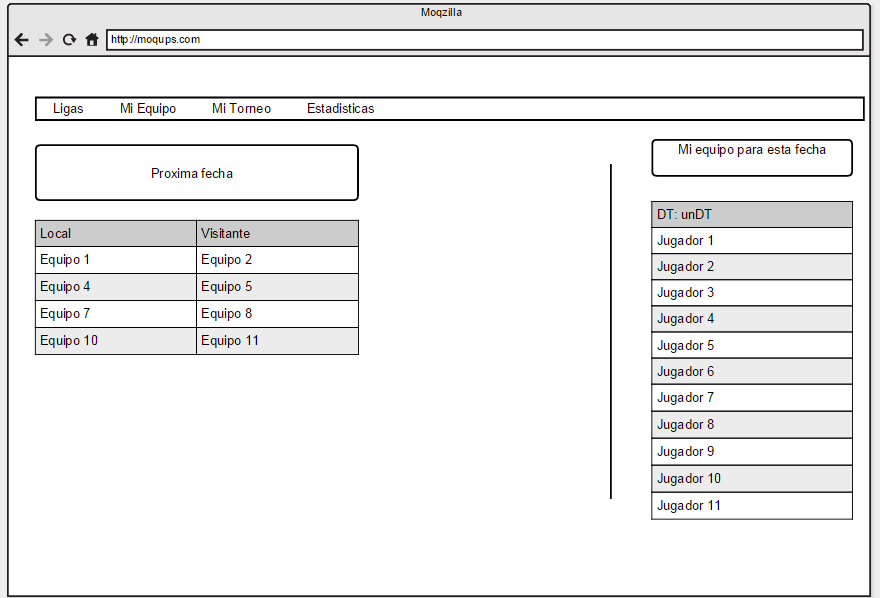 Moqzilla
http://moqups.com
Ligas Mi Equipo Mi Torneo Estadisticas
Proxima fecha
Local Visitante
Equipo 1 Equipo 2
Equipo 4 Equipo 5
Equipo 7 Equipo 8
Equipo 10 Equipo 11
Mi equipo para esta fecha
DT: unDT
Jugador 1
Jugador 2
Jugador 3
Jugador 4
Jugador 5
Jugador 6
Jugador 7
Jugador 8
Jugador 9
Jugador 10
Jugador 11